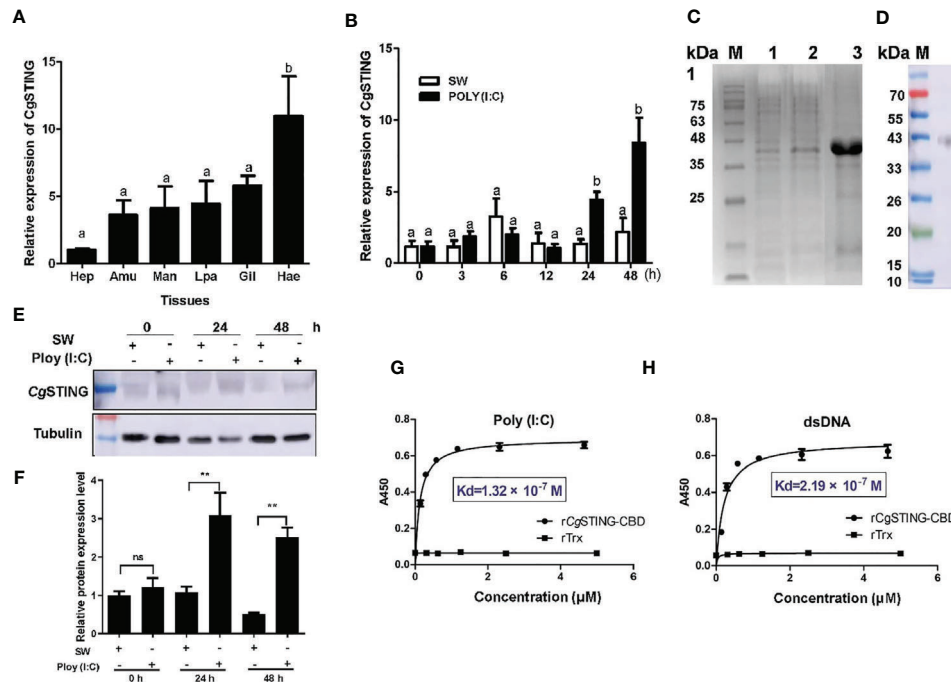 A
Relative expression of CgSTING
15
10
5
0
a
a
a
a
a
b
Hep Amu Man Lpa Gil Hae
Tissues
B
Relative expression of CgSTING
15
10
5
0
SW
POLY(I:C)
a a a a a a a a a b a b
0 3 6 12 24 48 (h)
C
kDa M 1 2 3
1
75
63
48
35
25
D
kDa M
70
55
43
33
26
20
15
10
E
0 24 48 h
SW + - + - + -
Ploy (I:C) - + - + - +
CgSTING
Tubulin
F
Relative protein expression level
4
3
2
1
0
ns
**
**
SW + - + - + -
Ploy (I:C) - + - + - +
0 h 24 h 48 h
G
Poly (I:C)
A450
0.8
0.6
0.4
0.2
0.0
Kd=1.32 × 10⁻⁷ M
rCgSTING-CBD
rTrx
0 2 4 6
Concentration (μM)
H
dsDNA
A450
0.8
0.6
0.4
0.2
0.0
Kd=2.19 × 10⁻⁷ M
rCgSTING-CBD
rTrx
0 2 4 6
Concentration (μM)